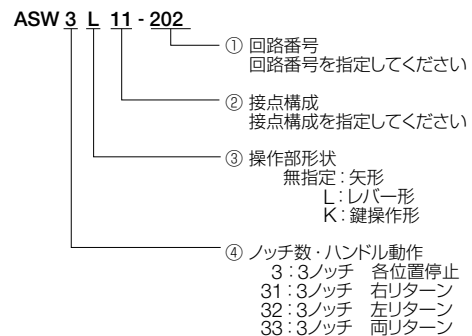 ASW 3 L 11 - 202
① 回路番号
回路番号を指定してください
② 接点構成
接点構成を指定してください
③ 操作部形状
無指定：矢形
L：レバー形
K：鍵操作形
④ ノッチ数・ハンドル動作
3：3ノッチ 各位置停止
31：3ノッチ 右リターン
32：3ノッチ 左リターン
33：3ノッチ 両リターン